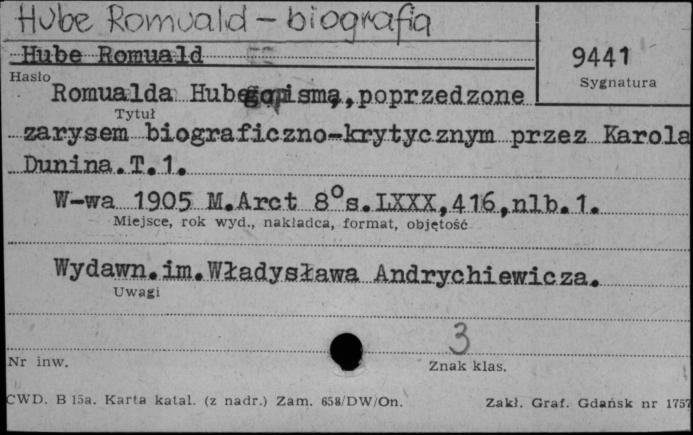 Hube Romuald - biografia
Hube Romuald
9441
Hasło
Sygnatura
Romualda Hubego pisma, poprzedzone
Tytuł
zarysem biograficzno-krytycznym przez Karola
Dunina.T.1.
W-wa 1905 M.Arct 8°s.LXXX,416,nlb.1.
Miejsce, rok wyd., nakładca, format, objętość
Wydawn.im.Władysława Andrychiewicza.
Uwagi
3
Nr inw.
Znak klas.
CWD. B 15a. Karta katal. (z nadr.) Zam. 658/DW/On.
Zakł. Graf. Gdańsk nr 1757